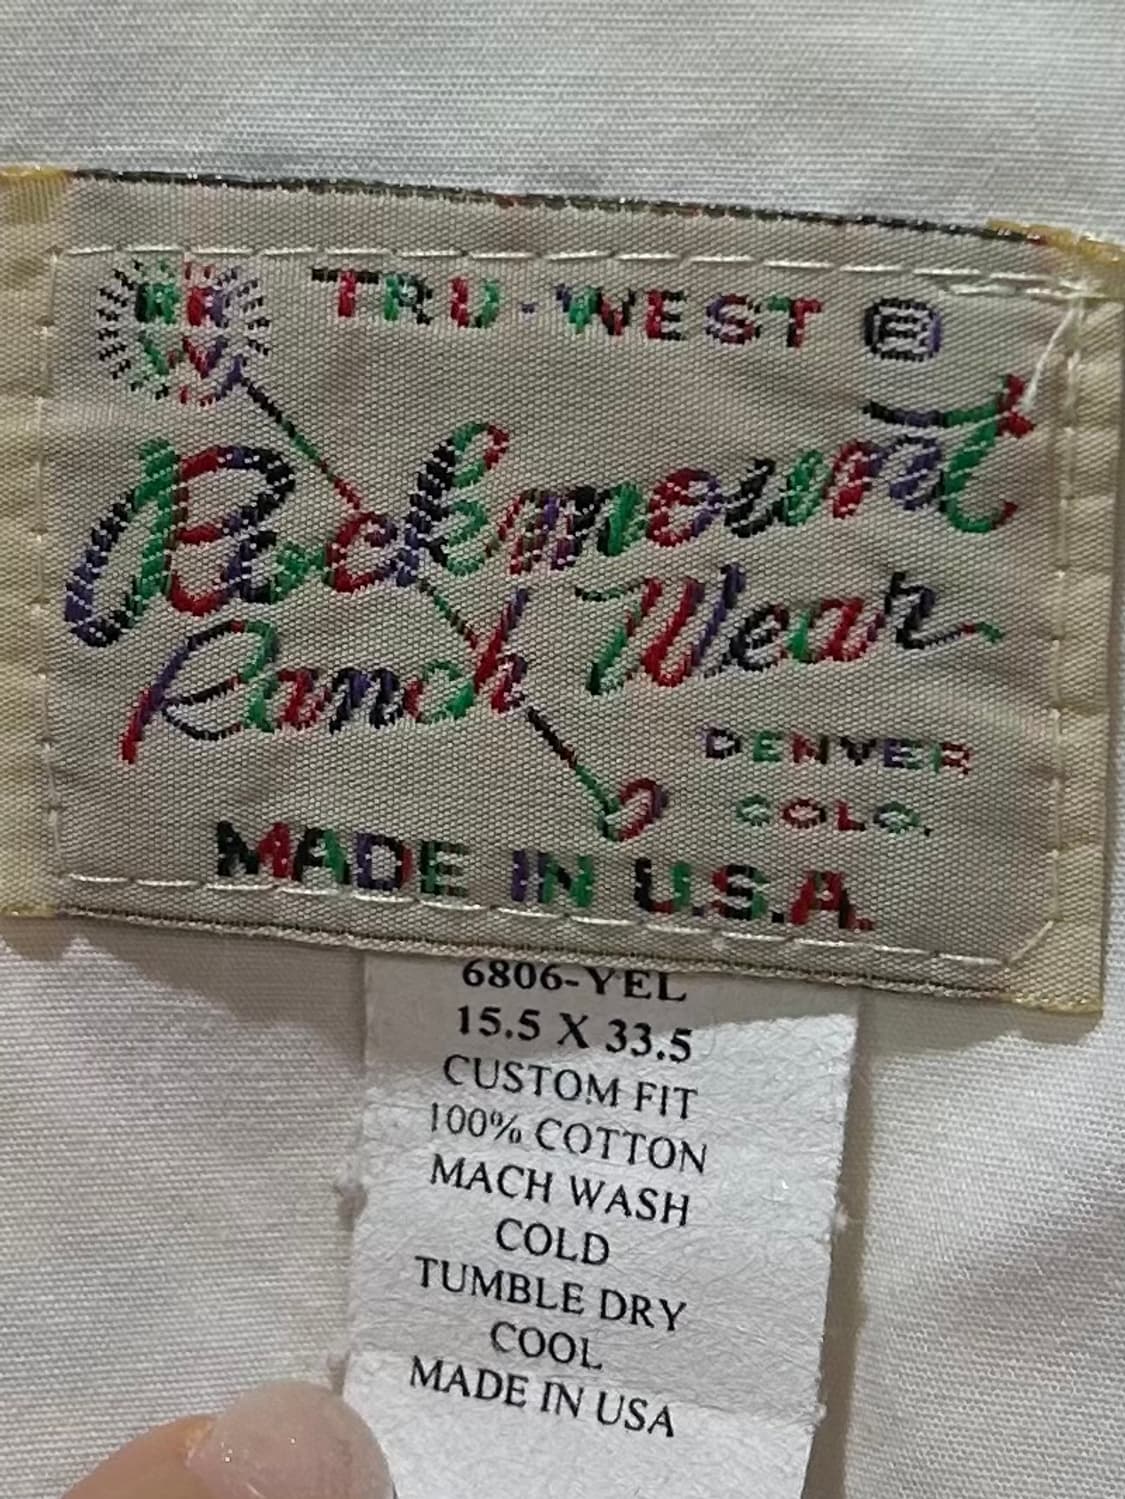 RR
W
TRU-WEST ®
Rockmount
Ranch Wear
DENVER
COLO.
MADE IN U.S.A.
6806-YEL
15.5 X 33.5
CUSTOM FIT
100% COTTON
MACH WASH
COLD
TUMBLE DRY
COOL
MADE IN USA